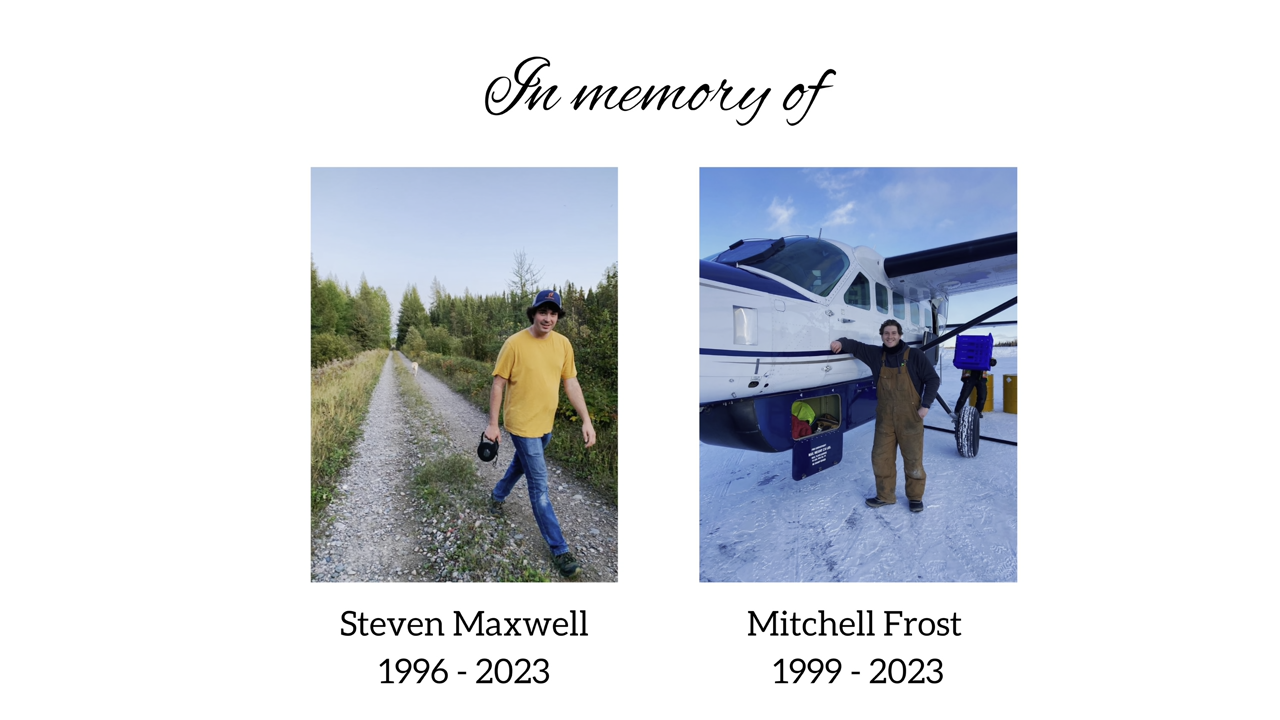 In memory of
Steven Maxwell
1996 - 2023
Mitchell Frost
1999 - 2023